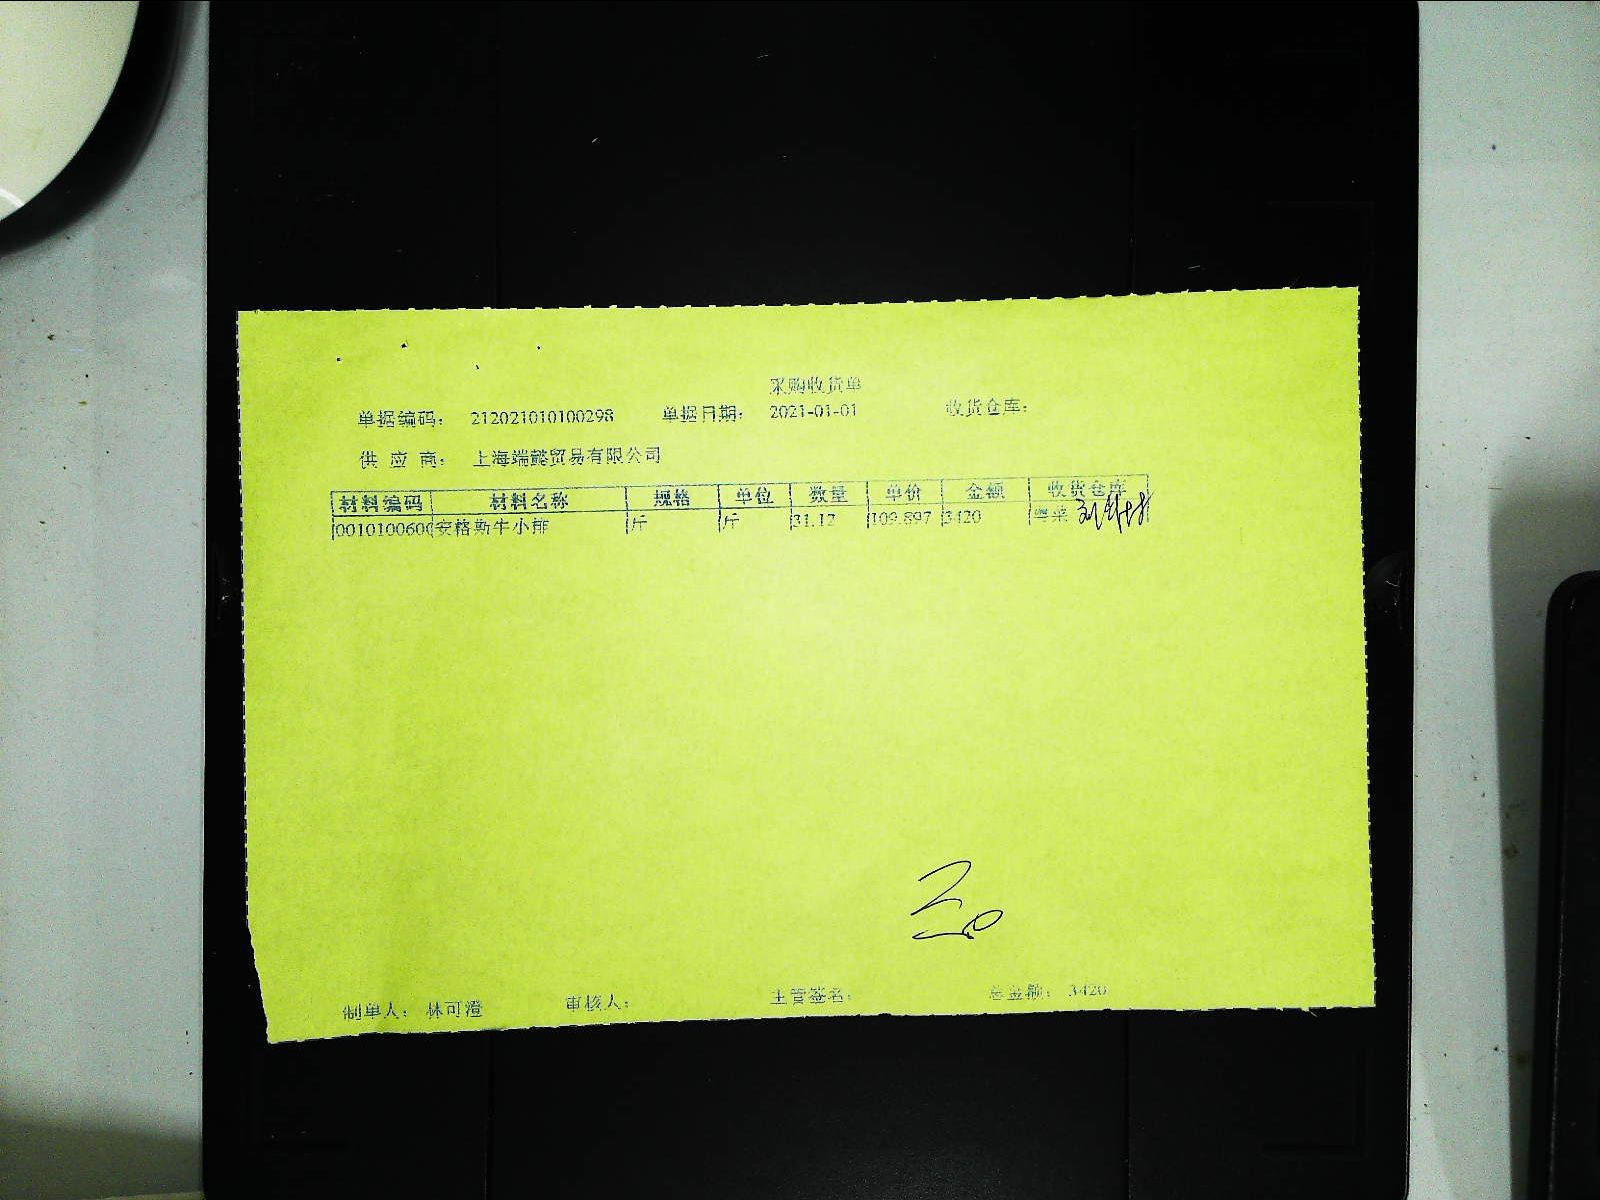 采购收货单
单据编码： 212021010100298 单据日期： 2021-01-01 收货仓库：
供 应 商： 上海端懿贸易有限公司
材料编码 材料名称 规格 单位 数量 单价 金额 收货仓库
0010100600 安格斯牛小排 斤 斤 31.12 109.897 3420 粤菜
制单人： 林可澄 审核人： 主管签名： 总金额： 3420